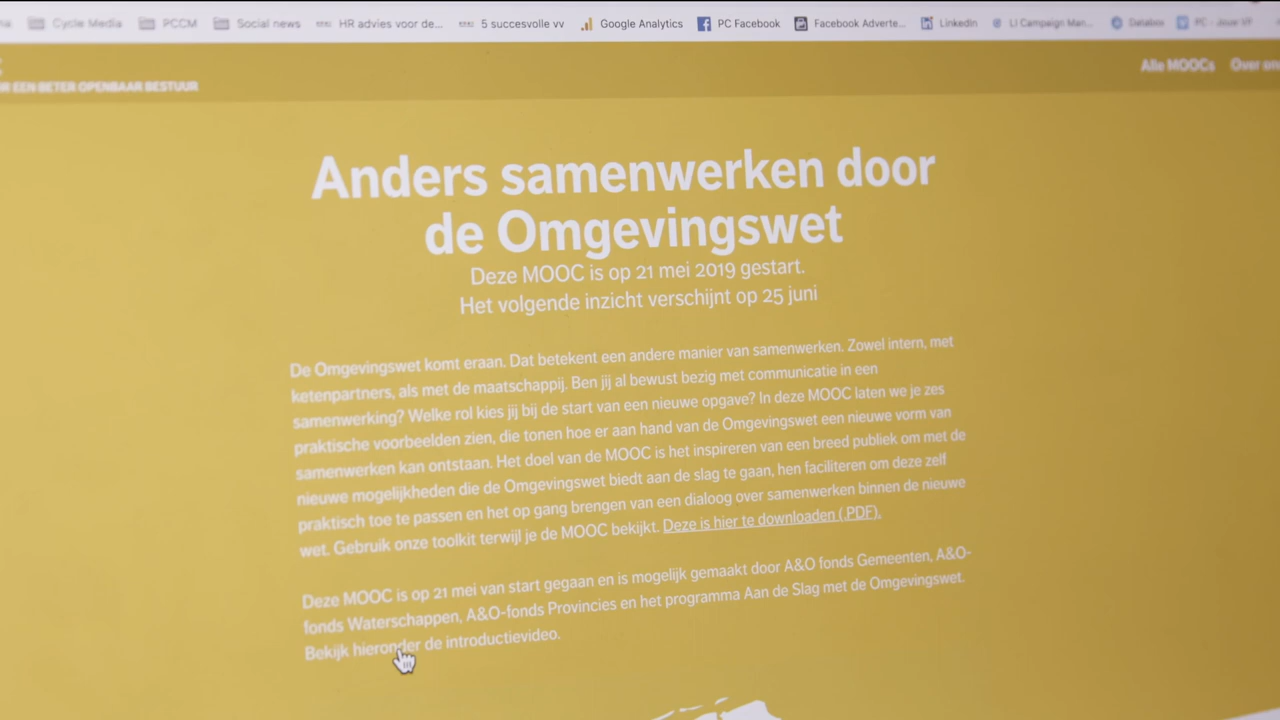 Cycle Media PCCM Social news HR advies voor de... 5 succesvolle vv Google Analytics PC Facebook Facebook Adverte... LinkedIn LI Campaign Man... Databox PC - Jouw VF
EEN BETER OPENBAAR BESTUUR
Alle MOOCs Over
Anders samenwerken door
de Omgevingswet
Deze MOOC is op 21 mei 2019 gestart.
Het volgende inzicht verschijnt op 25 juni
De Omgevingswet komt eraan. Dat betekent een andere manier van samenwerken. Zowel intern, met
ketenpartners, als met de maatschappij. Ben jij al bewust bezig met communicatie in een
samenwerking? Welke rol kies jij bij de start van een nieuwe opgave? In deze MOOC laten we je zes
praktische voorbeelden zien, die tonen hoe er aan hand van de Omgevingswet een nieuwe vorm van
samenwerken kan ontstaan. Het doel van de MOOC is het inspireren van een breed publiek om met de
nieuwe mogelijkheden die de Omgevingswet biedt aan de slag te gaan, hen faciliteren om deze zelf
praktisch toe te passen en het op gang brengen van een dialoog over samenwerken binnen de nieuwe
wet. Gebruik onze toolkit terwijl je de MOOC bekijkt. Deze is hier te downloaden (.PDF).
Deze MOOC is op 21 mei van start gegaan en is mogelijk gemaakt door A&O fonds Gemeenten, A&O-
fonds Waterschappen, A&O-fonds Provincies en het programma Aan de Slag met de Omgevingswet.
Bekijk hieronder de introductievideo.